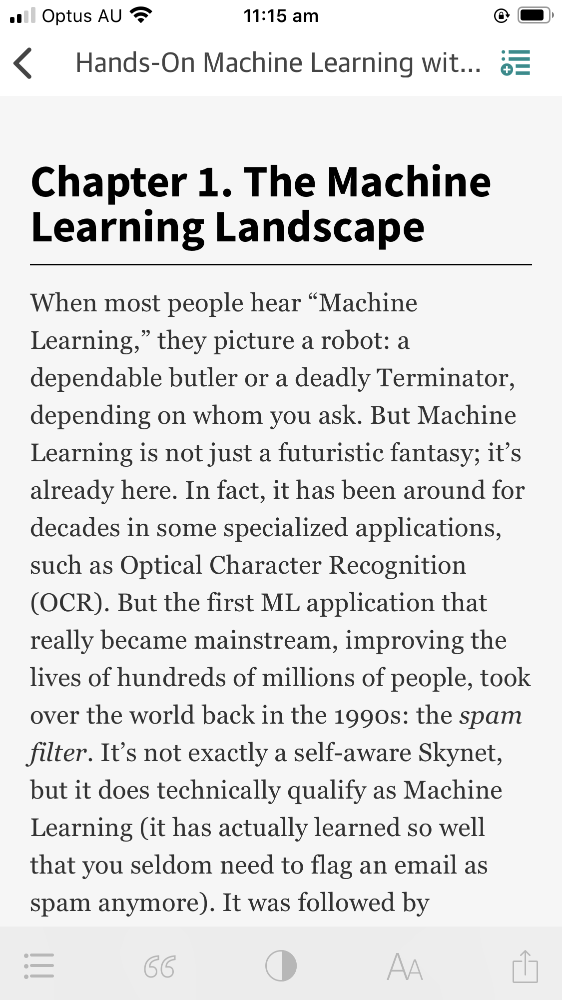 Optus AU
11:15 am
Hands-On Machine Learning wit...
Chapter 1. The Machine
Learning Landscape
When most people hear “Machine
Learning,” they picture a robot: a
dependable butler or a deadly Terminator,
depending on whom you ask. But Machine
Learning is not just a futuristic fantasy; it’s
already here. In fact, it has been around for
decades in some specialized applications,
such as Optical Character Recognition
(OCR). But the first ML application that
really became mainstream, improving the
lives of hundreds of millions of people, took
over the world back in the 1990s: the spam
filter. It’s not exactly a self-aware Skynet,
but it does technically qualify as Machine
Learning (it has actually learned so well
that you seldom need to flag an email as
spam anymore). It was followed by
AA